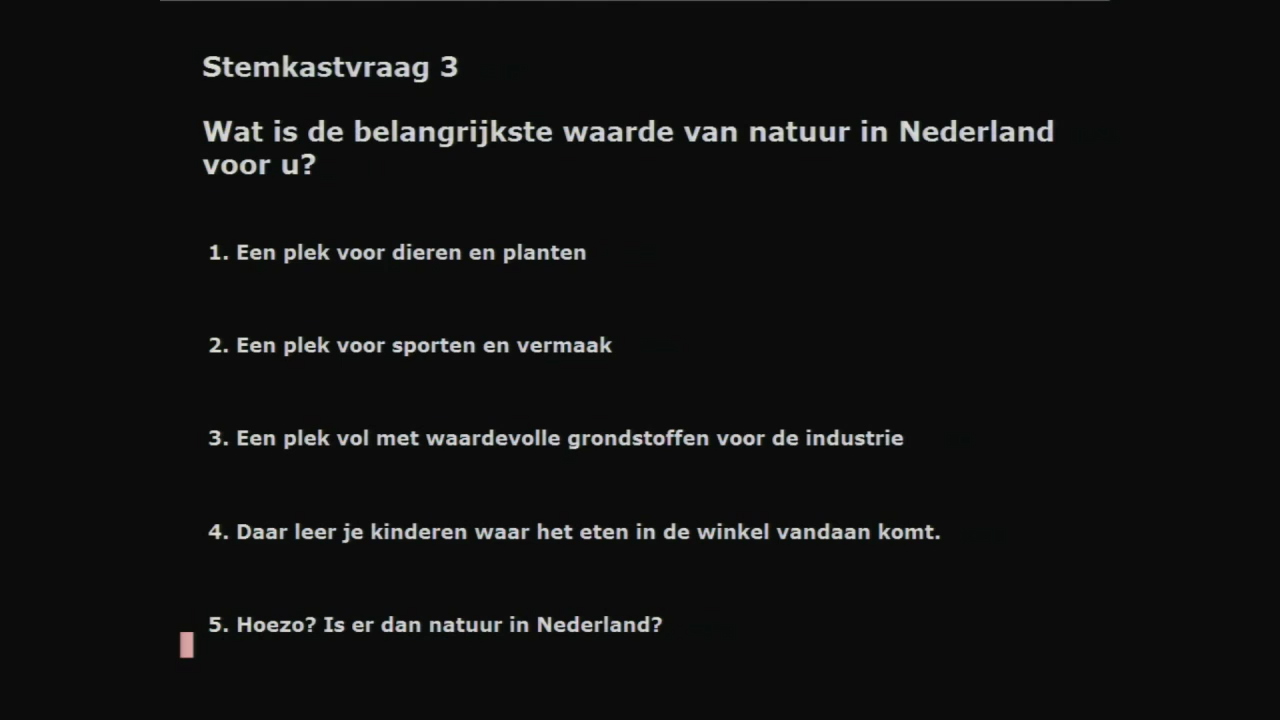 Stemkastvraag 3
Wat is de belangrijkste waarde van natuur in Nederland
voor u?
1. Een plek voor dieren en planten
2. Een plek voor sporten en vermaak
3. Een plek vol met waardevolle grondstoffen voor de industrie
4. Daar leer je kinderen waar het eten in de winkel vandaan komt.
5. Hoezo? Is er dan natuur in Nederland?